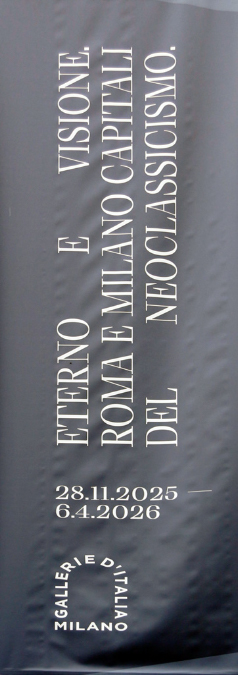 ETERNO E VISIONE.
ROMA E MILANO CAPITALI
DEL NEOCLASSICISMO.
28.11.2025 —
6.4.2026
GALLERIE D'ITALIA
MILANO